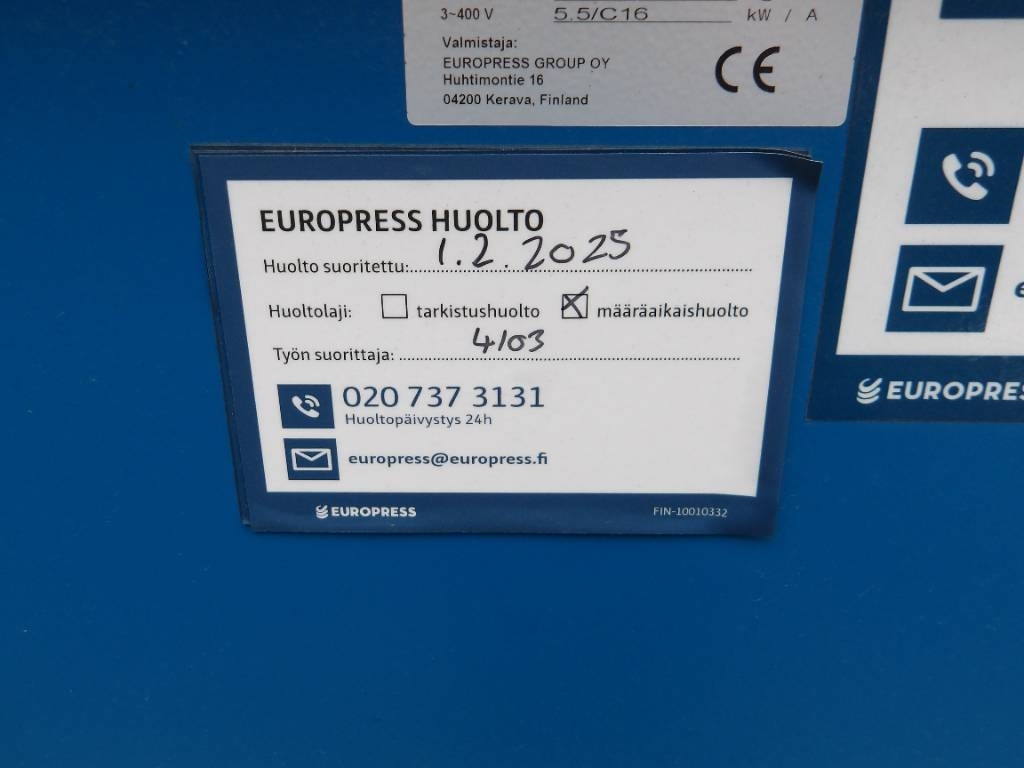 3~400 V 5.5/C16 kW / A
Valmistaja:
EUROPRESS GROUP OY
Huhtimontie 16
04200 Kerava, Finland
CE
EUROPRESS HUOLTO
Huolto suoritettu: 1.2.2025
Huoltolaji: tarkistushuolto määräaikaishuolto
Työn suorittaja: 4103
020 737 3131
Huoltopäivystys 24h
europress@europress.fi
EUROPRESS
FIN-10010332
EUROPRES